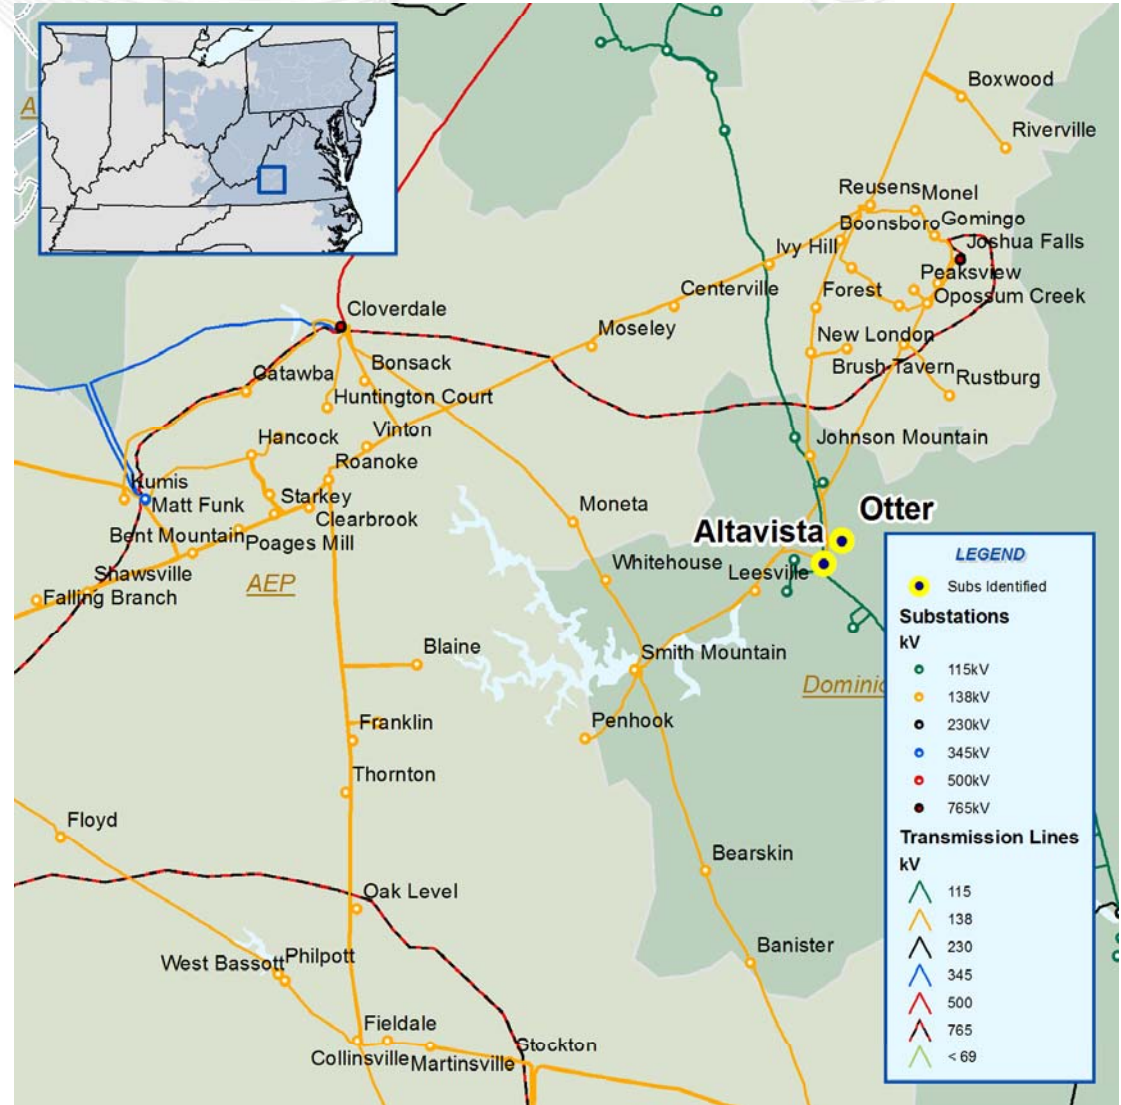 A
Boxwood
Riverville
Reusens
Monel
Boonsboro
Gomingo
Joshua Falls
Ivy Hill
Peaksview
Centerville
Forest
Opossum Creek
Cloverdale
Moseley
New London
Bonsack
Brush Tavern
Rustburg
Catawba
Huntington Court
Hancock
Vinton
Johnson Mountain
Roanoke
Kumis
Matt Funk
Starkey
Clearbrook
Moneta
Otter
Altavista
Bent Mountain
Poages Mill
Whitehouse
Leesville
Shawsville
AEP
Falling Branch
Blaine
Smith Mountain
Dominio
Penhook
Franklin
Thornton
Floyd
Bearskin
Oak Level
Banister
West Bassott
Philpott
Fieldale
Collinsville
Martinsville
Stockton
LEGEND
Subs Identified
Substations
kV
115kV
138kV
230kV
345kV
500kV
765kV
Transmission Lines
kV
115
138
230
345
500
765
< 69